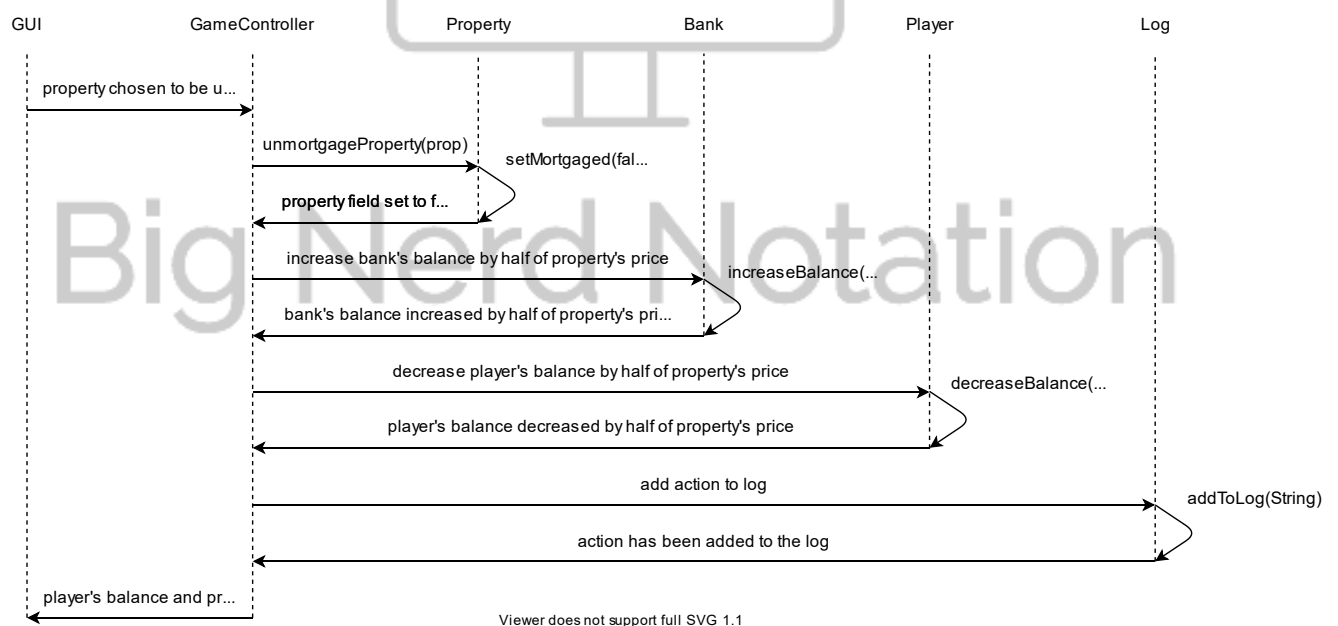 GUI
GameController
Property
Bank
Player
Log
property chosen to be u...
unmortgageProperty(prop)
setMortgaged(fal...
property field set to f...
Big Nerd Notation
increase bank's balance by half of property's price
increaseBalance(...
bank's balance increased by half of property's pri...
decrease player's balance by half of property's price
decreaseBalance(...
player's balance decreased by half of property's price
add action to log
addToLog(String)
action has been added to the log
player's balance and pr...
Viewer does not support full SVG 1.1